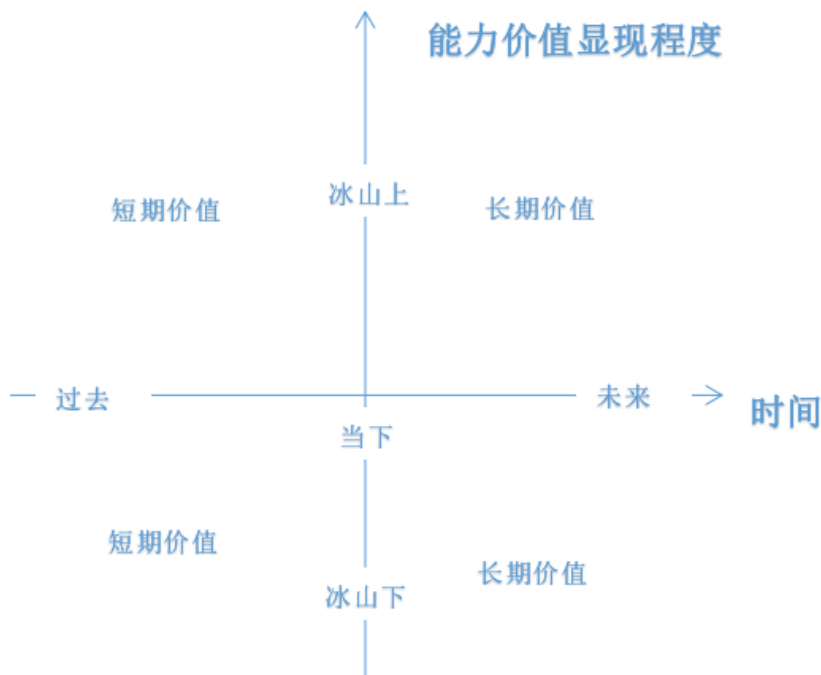 能力价值显现程度
短期价值
冰山上
长期价值
过去
未来
时间
当下
短期价值
长期价值
冰山下